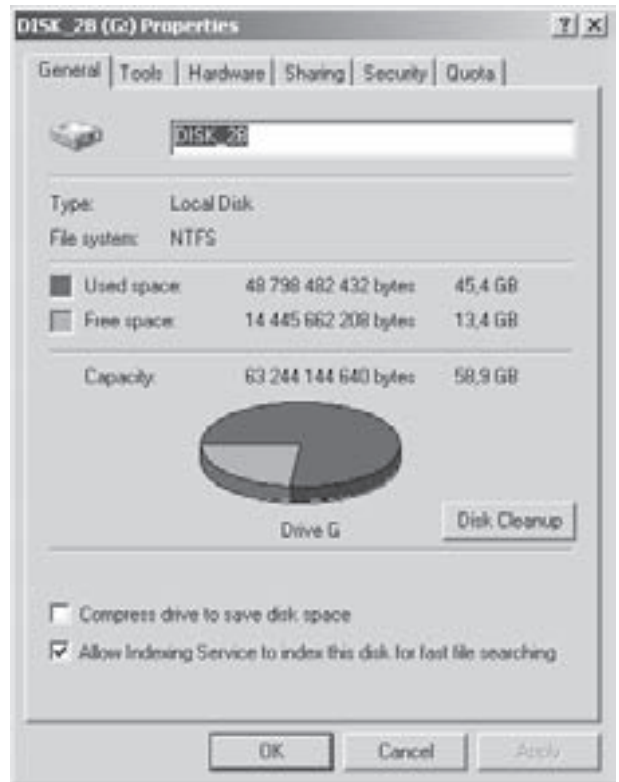 DISK_2B (G:) Properties
General Tools Hardware Sharing Security Quota
DISK_2B
Type: Local Disk
File system: NTFS
Used space: 48 798 482 432 bytes 45,4 GB
Free space: 14 445 662 208 bytes 13,4 GB
Capacity: 63 244 144 640 bytes 58,9 GB
Drive G
Disk Cleanup
Compress drive to save disk space
Allow Indexing Service to index this disk for fast file searching
OK Cancel Apply